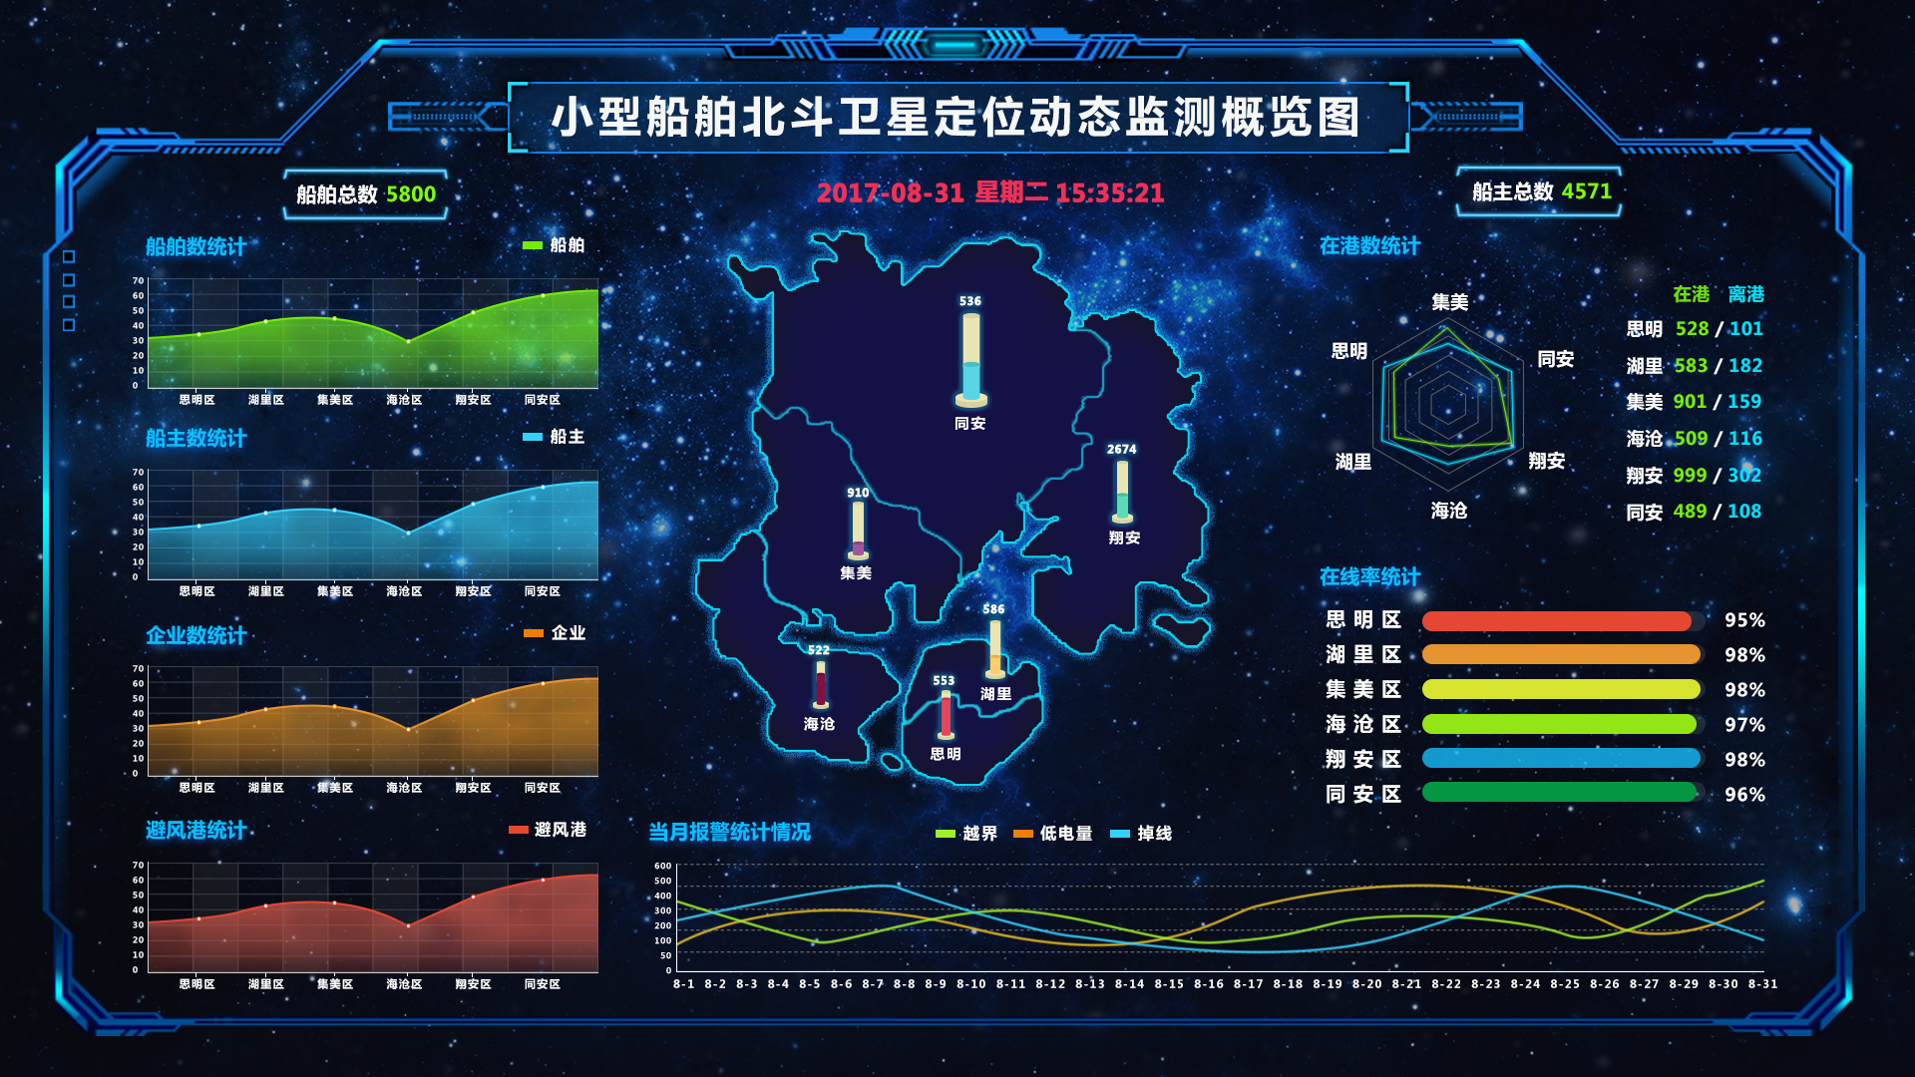 小型船舶北斗卫星定位动态监测概览图
船舶总数 5800
2017-08-31 星期二 15:35:21
船主总数 4571
船舶数统计
船舶
70
60
50
40
30
20
10
0
思明区 湖里区 集美区 海沧区 翔安区 同安区
船主数统计
船主
70
60
50
40
30
20
10
0
思明区 湖里区 集美区 海沧区 翔安区 同安区
企业数统计
企业
70
60
50
40
30
20
10
0
思明区 湖里区 集美区 海沧区 翔安区 同安区
避风港统计
避风港
70
60
50
40
30
20
10
0
思明区 湖里区 集美区 海沧区 翔安区 同安区
536
同安
2674
翔安
910
集美
586
湖里
522
海沧
553
思明
当月报警统计情况
越界 低电量 掉线
600
500
400
300
200
100
50
0
8-1 8-2 8-3 8-4 8-5 8-6 8-7 8-8 8-9 8-10 8-11 8-12 8-13 8-14 8-15 8-16 8-17 8-18 8-19 8-20 8-21 8-22 8-23 8-24 8-25 8-26 8-27 8-29 8-30 8-31
在港数统计
集美
思明
同安
湖里
翔安
海沧
在港 离港
思明 528 / 101
湖里 583 / 182
集美 901 / 159
海沧 509 / 116
翔安 999 / 302
同安 489 / 108
在线率统计
思明区 95%
湖里区 98%
集美区 98%
海沧区 97%
翔安区 98%
同安区 96%